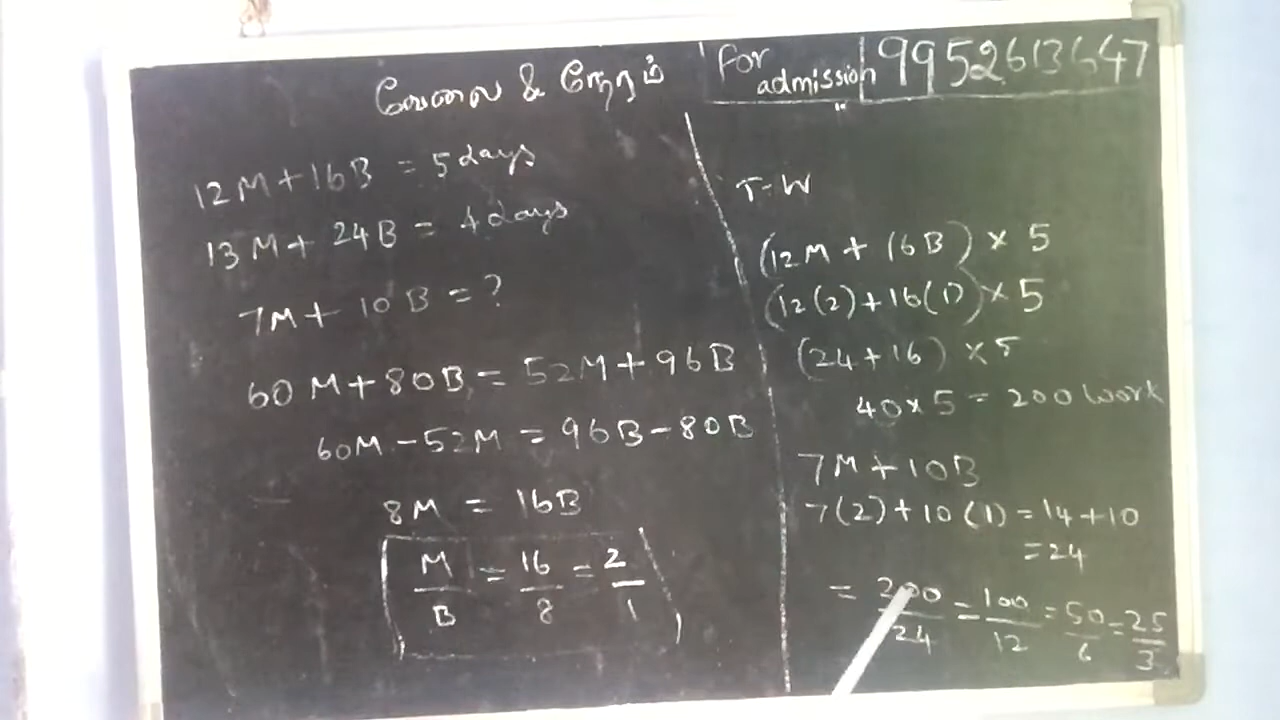 வேலை & நேரம்
For admission 9952613647
12M + 16B = 5 days
13M + 24B = 4 days
7M + 10B = ?
60M + 80B = 52M + 96B
60M - 52M = 96B - 80B
8M = 16B
M/B = 16/8 = 2/1
T-W
(12M + 16B) × 5
(12(2) + 16(1)) × 5
(24 + 16) × 5
40 × 5 = 200 work
7M + 10B
7(2) + 10(1) = 14 + 10
= 24
= 200/24 = 100/12 = 50/6 = 25/3